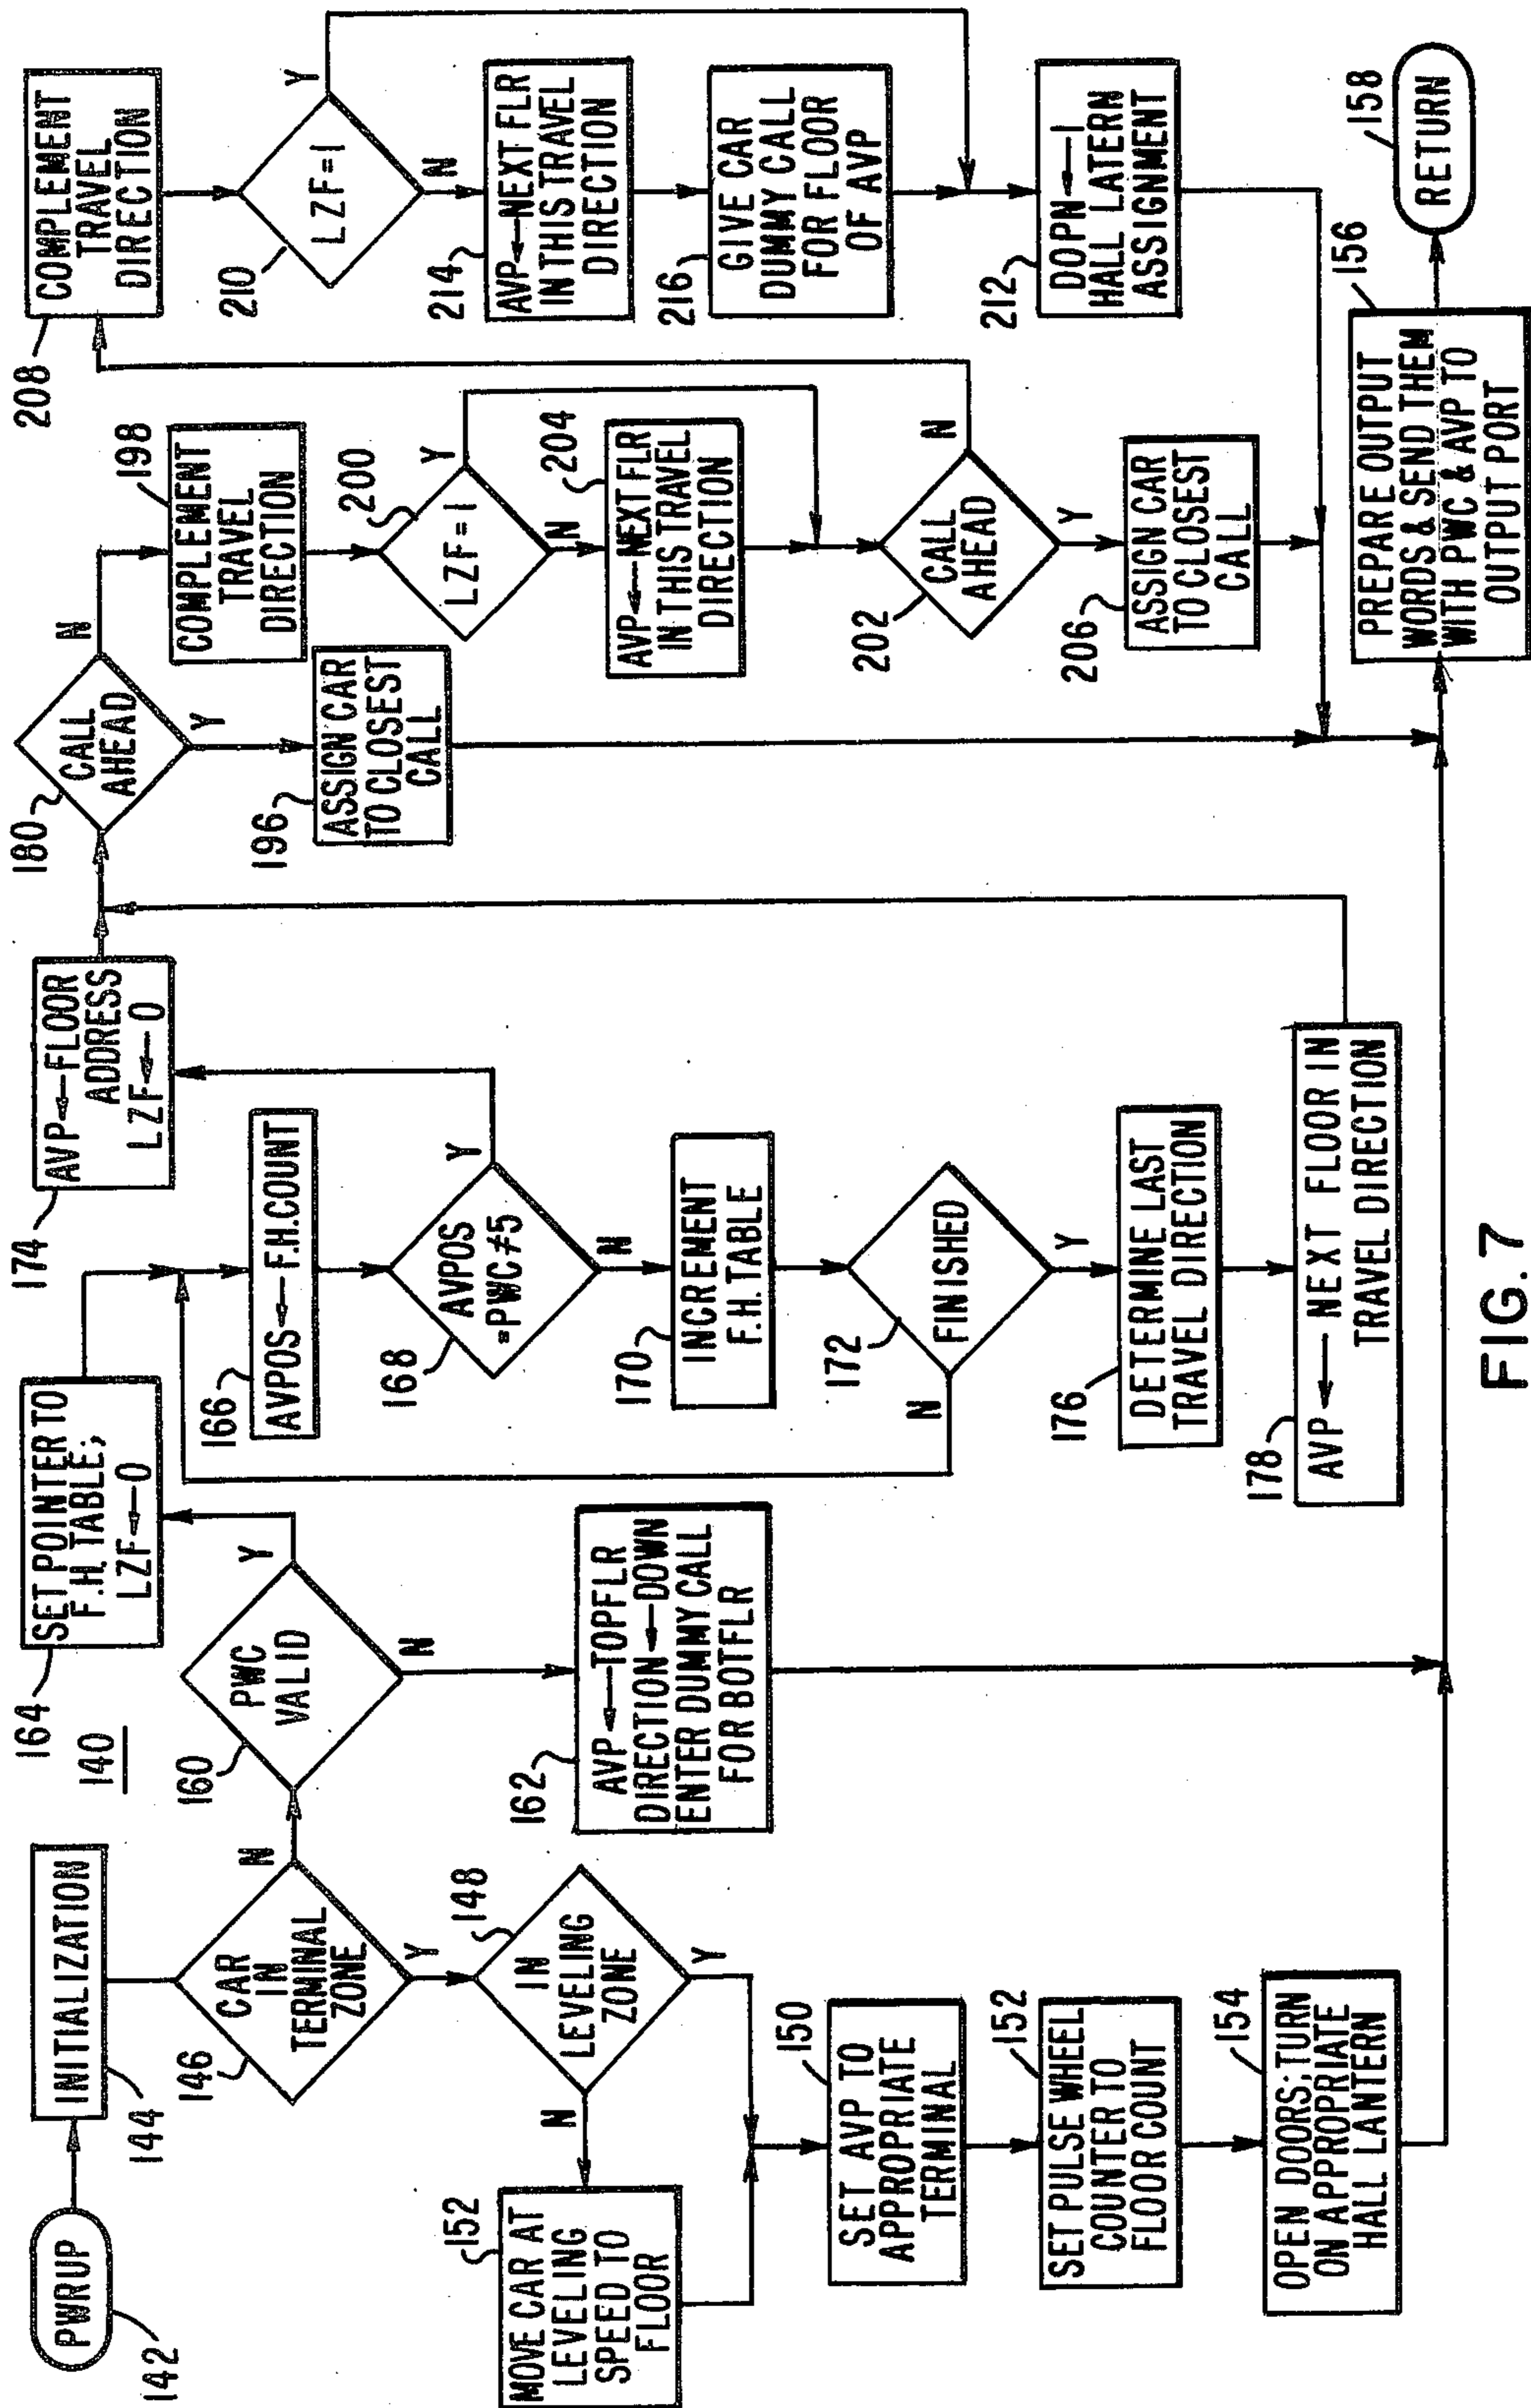 140
PWRUP
142
INITIALIZATION
144
CAR
IN
TERMINAL
ZONE
146
N
Y
IN
LEVELING
ZONE
148
N
Y
MOVE CAR AT
LEVELING
SPEED TO
FLOOR
152
SET AVP TO
APPROPRIATE
TERMINAL
150
SET PULSE WHEEL
COUNTER TO
FLOOR COUNT
152
OPEN DOORS; TURN
ON APPROPRIATE
HALL LANTERN
154
PWC
VALID
160
Y
N
AVP←TOPFLR
DIRECTION←DOWN
ENTER DUMMY CALL
FOR BOTFLR
162
SET POINTER TO
F.H. TABLE;
LZF←0
164
AVPOS←F.H.COUNT
166
AVPOS
=PWC≠5
168
Y
N
INCREMENT
F.H. TABLE
170
FINISHED
172
N
Y
AVP←FLOOR
ADDRESS
LZF←0
174
DETERMINE LAST
TRAVEL DIRECTION
176
AVP←NEXT FLOOR IN
TRAVEL DIRECTION
178
CALL
AHEAD
180
N
Y
ASSIGN CAR
TO CLOSEST
CALL
196
COMPLEMENT
TRAVEL
DIRECTION
198
LZF=1
200
Y
N
AVP←NEXT FLR
IN THIS TRAVEL
DIRECTION
204
CALL
AHEAD
202
N
Y
ASSIGN CAR
TO CLOSEST
CALL
206
COMPLEMENT
TRAVEL
DIRECTION
208
LZF=1
210
Y
N
AVP←NEXT FLR
IN THIS TRAVEL
DIRECTION
214
GIVE CAR
DUMMY CALL
FOR FLOOR
OF AVP
216
DOPN←1
HALL LATERN
ASSIGNMENT
212
PREPARE OUTPUT
WORDS & SEND THEM
WITH PWC & AVP TO
OUTPUT PORT
156
RETURN
158
FIG. 7